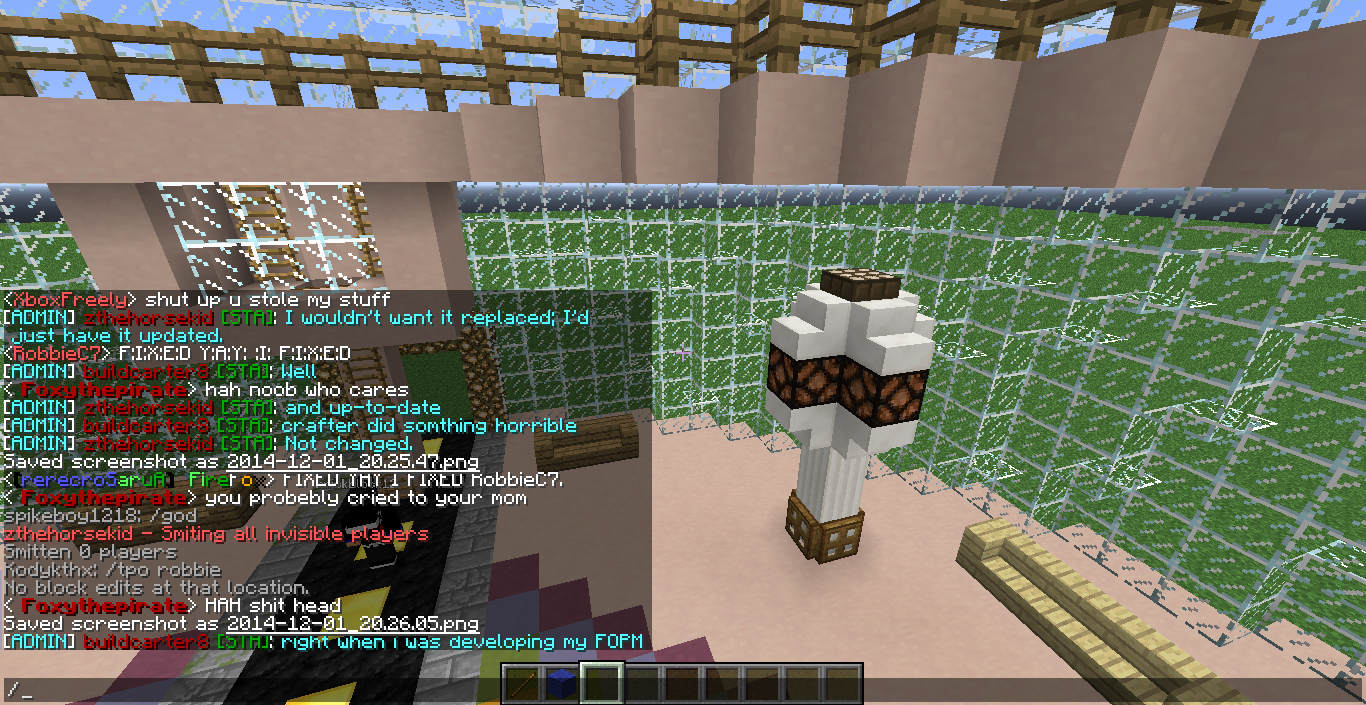 <XboxFreely> shut up u stole my stuff
[ADMIN] zthehorsekid [STA]: I wouldn't want it replaced; I'd
just have it updated.
<RobbieC7> F:I:X:E:D Y:A:Y: :I: F:I:X:E:D
[ADMIN] buildcarter8 [STA]: Well
< Foxythepirate> hah noob who cares
[ADMIN] zthehorsekid [STA]: and up-to-date
[ADMIN] buildcarter8 [STA]: crafter did somthing horrible
[ADMIN] zthehorsekid [STA]: Not changed.
Saved screenshot as 2014-12-01_20.25.47.png
FIXED RobbieC7.
< Foxythepirate> you probebly cried to your mom
spikeboy1218: /god
zthehorsekid - Smiting all invisible players
Smitten 0 players
Kodykthx: /tpo robbie
No block edits at that location.
< Foxythepirate> HAH shit head
Saved screenshot as 2014-12-01_20.26.05.png
[ADMIN] buildcarter8 [STA]: right when i was developing my FOPM
/_